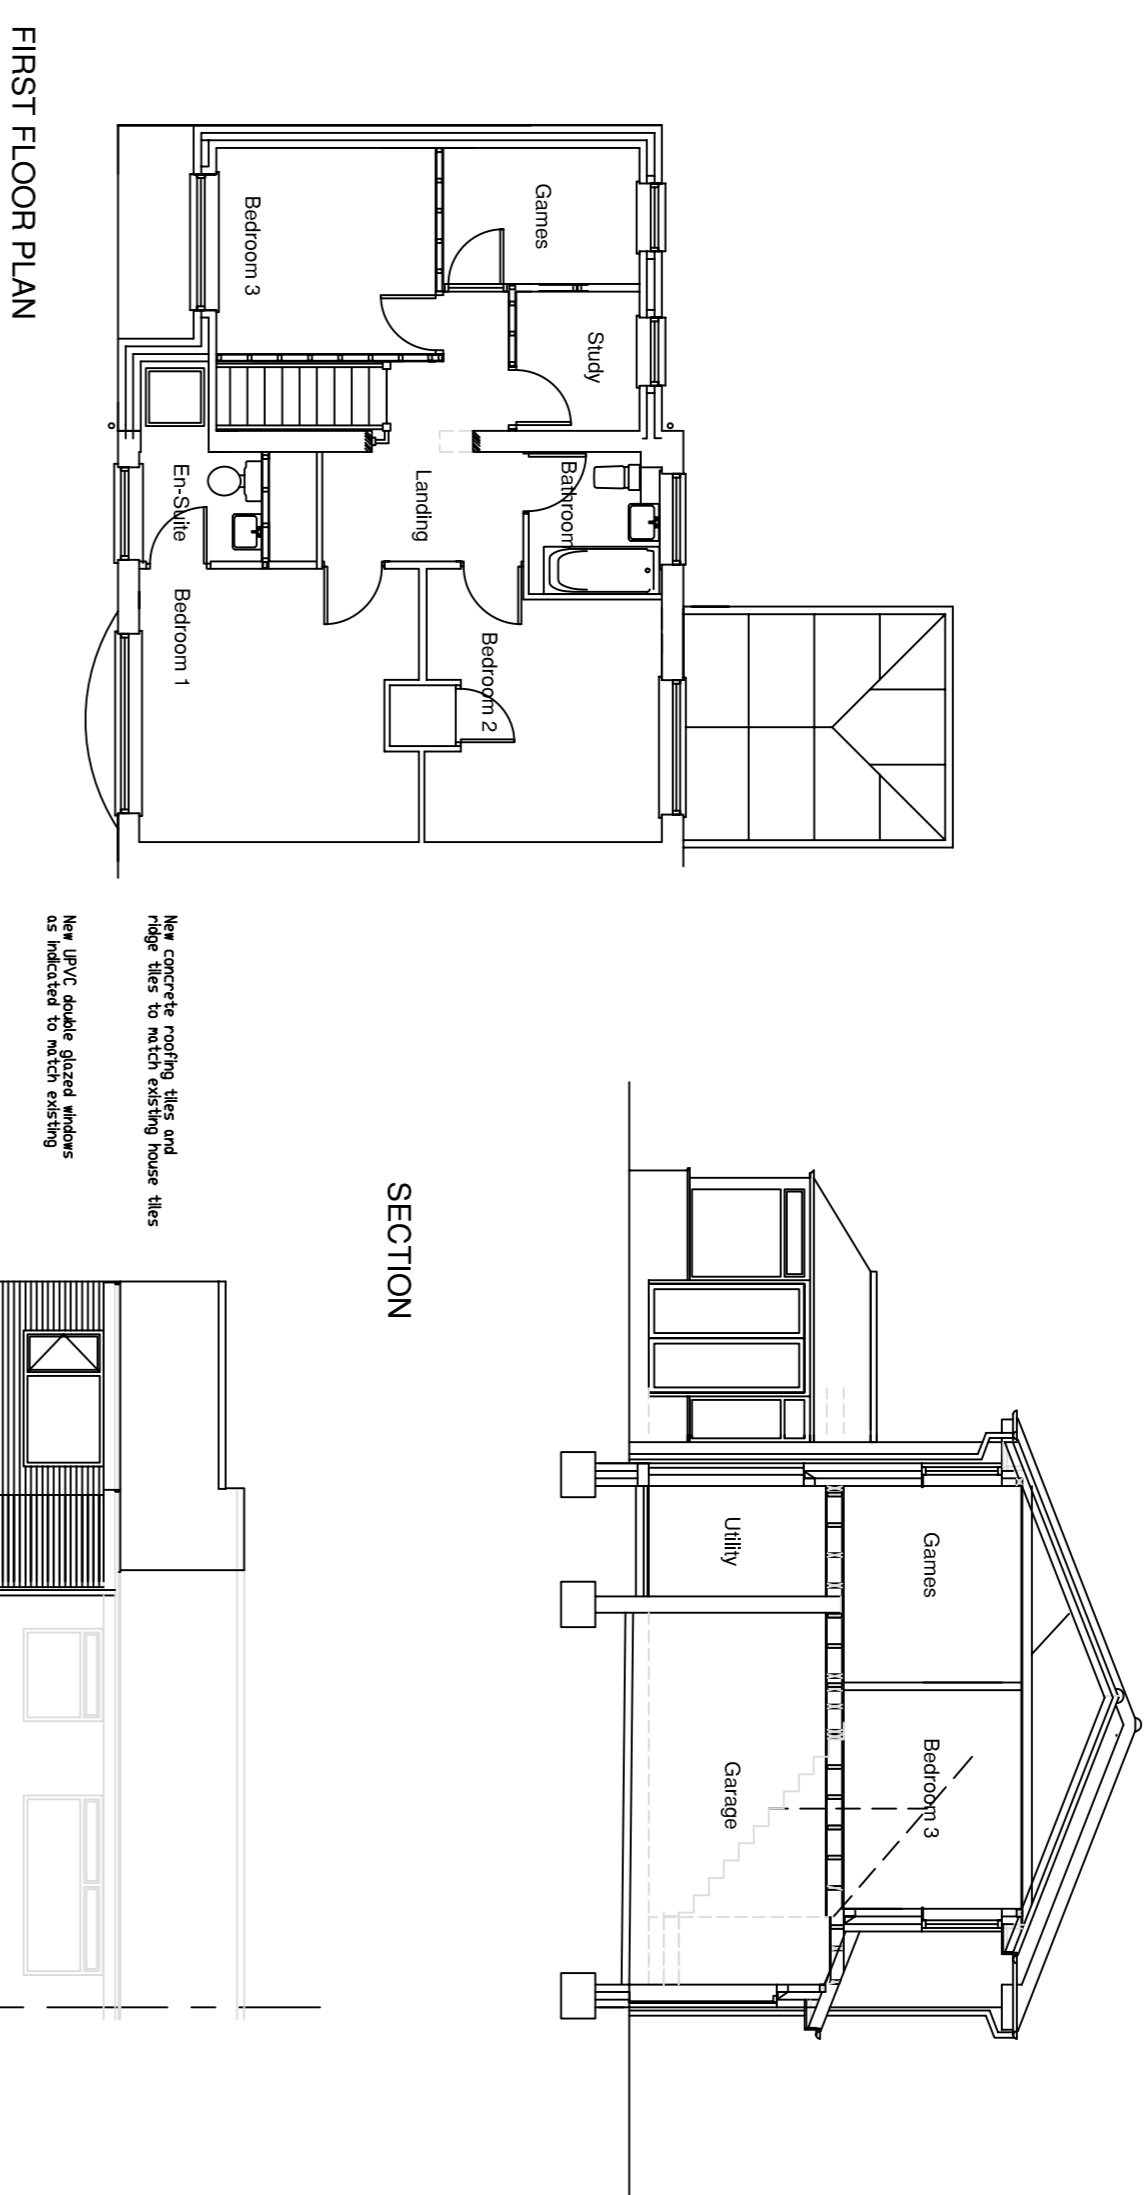 Games
Study
Bedroom 3
Bathroom
Landing
En-Suite
Bedroom 2
Bedroom 1
FIRST FLOOR PLAN
Games
Bedroom 3
Utility
Garage
SECTION
New concrete roofing tiles and
ridge tiles to match existing house tiles
New UPVC double glazed windows
as indicated to match existing